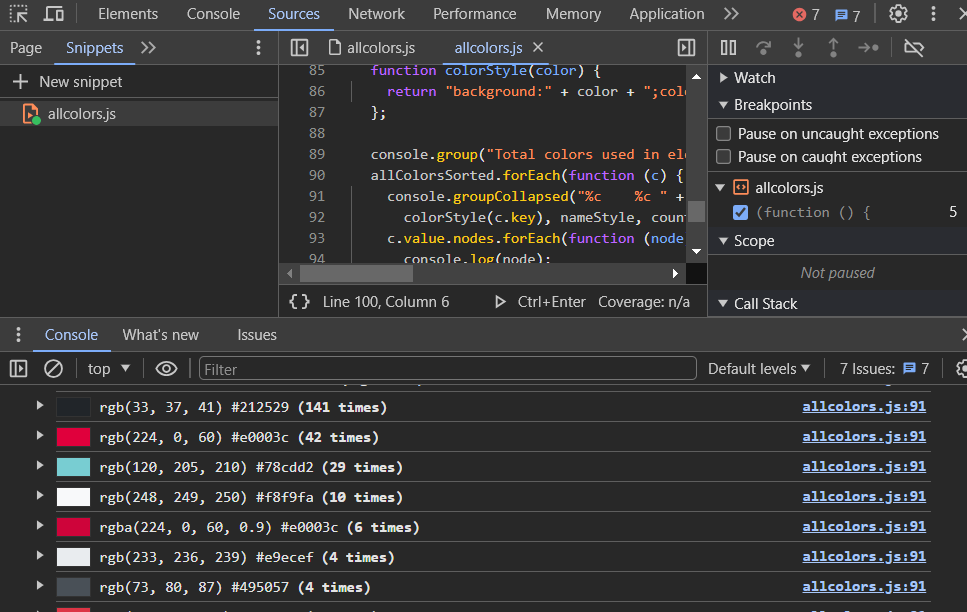 Elements Console Sources Network Performance Memory Application 7 7
Page Snippets allcolors.js allcolors.js
New snippet
allcolors.js
85 function colorStyle(color) {
86 return "background:" + color + ";col
87 };
88
89 console.group("Total colors used in el
90 allColorsSorted.forEach(function (c) {
91 console.groupCollapsed("%c    %c " +
92 colorStyle(c.key), nameStyle, coun
93 c.value.nodes.forEach(function (node
94 console.log(node);
{} Line 100, Column 6 Ctrl+Enter Coverage: n/a
Watch
Breakpoints
Pause on uncaught exceptions
Pause on caught exceptions
allcolors.js
(function () { 5
Scope
Not paused
Call Stack
Console What's new Issues
top Filter Default levels 7 Issues: 7
rgb(33, 37, 41) #212529 (141 times) allcolors.js:91
rgb(224, 0, 60) #e0003c (42 times) allcolors.js:91
rgb(120, 205, 210) #78cdd2 (29 times) allcolors.js:91
rgb(248, 249, 250) #f8f9fa (10 times) allcolors.js:91
rgba(224, 0, 60, 0.9) #e0003c (6 times) allcolors.js:91
rgb(233, 236, 239) #e9ecef (4 times) allcolors.js:91
rgb(73, 80, 87) #495057 (4 times) allcolors.js:91